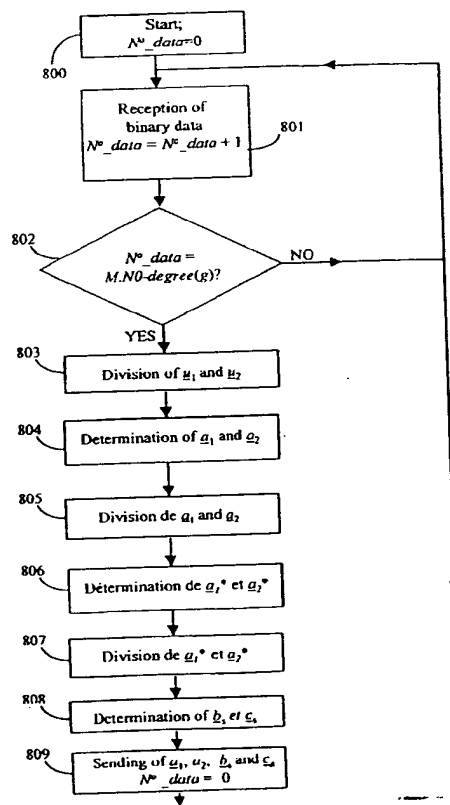 Start;
N°_data=0
800
Reception of
binary data
N°_data = N°_data + 1
801
802
N°_data =
M.N0-degree(g)?
NO
YES
803
Division of u₁ and u₂
804
Determination of a₁ and a₂
805
Division de a₁ and a₂
806
Détermination de a₁* et a₂*
807
Division de a₁* et a₂*
808
Determination of bₛ et cₛ
809
Sending of a₁, u₂, bₛ and cₛ
N°_data = 0